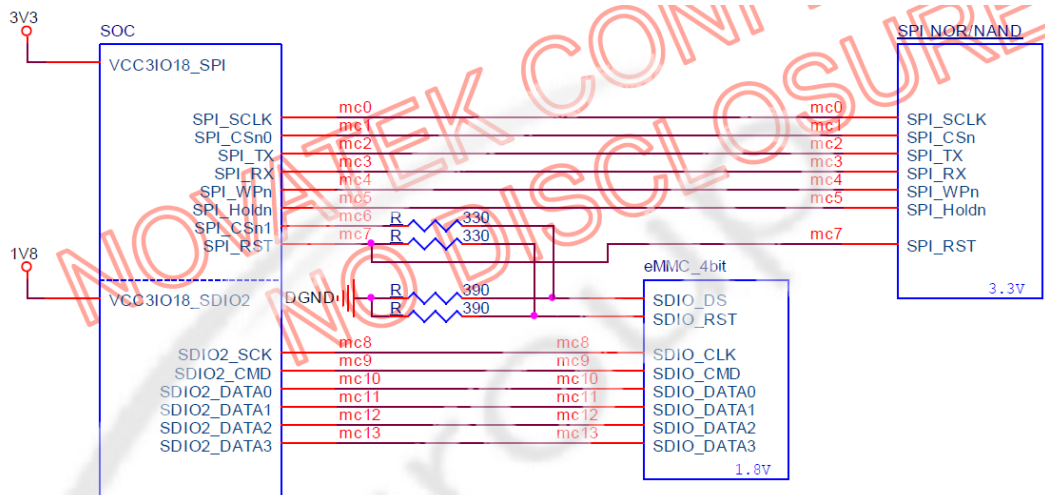 3V3
SOC
SPI NOR/NAND
VCC3IO18_SPI
SPI_SCLK mc0 mc0 SPI_SCLK
SPI_CSn0 mc1 mc1 SPI_CSn
SPI_TX mc2 mc2 SPI_TX
SPI_RX mc3 mc3 SPI_RX
SPI_WPn mc4 mc4 SPI_WPn
SPI_Holdn mc5 mc5 SPI_Holdn
SPI_CSn1 mc6 R 330
SPI_RST mc7 R 330 mc7 SPI_RST
1V8
eMMC_4bit
VCC3IO18_SDIO2 DGND R 390 SDIO_DS
R 390 SDIO_RST
3.3V
SDIO2_SCK mc8 mc8 SDIO_CLK
SDIO2_CMD mc9 mc9 SDIO_CMD
SDIO2_DATA0 mc10 mc10 SDIO_DATA0
SDIO2_DATA1 mc11 mc11 SDIO_DATA1
SDIO2_DATA2 mc12 mc12 SDIO_DATA2
SDIO2_DATA3 mc13 mc13 SDIO_DATA3
1.8V
NOVATEK
NO DISCLOSURE